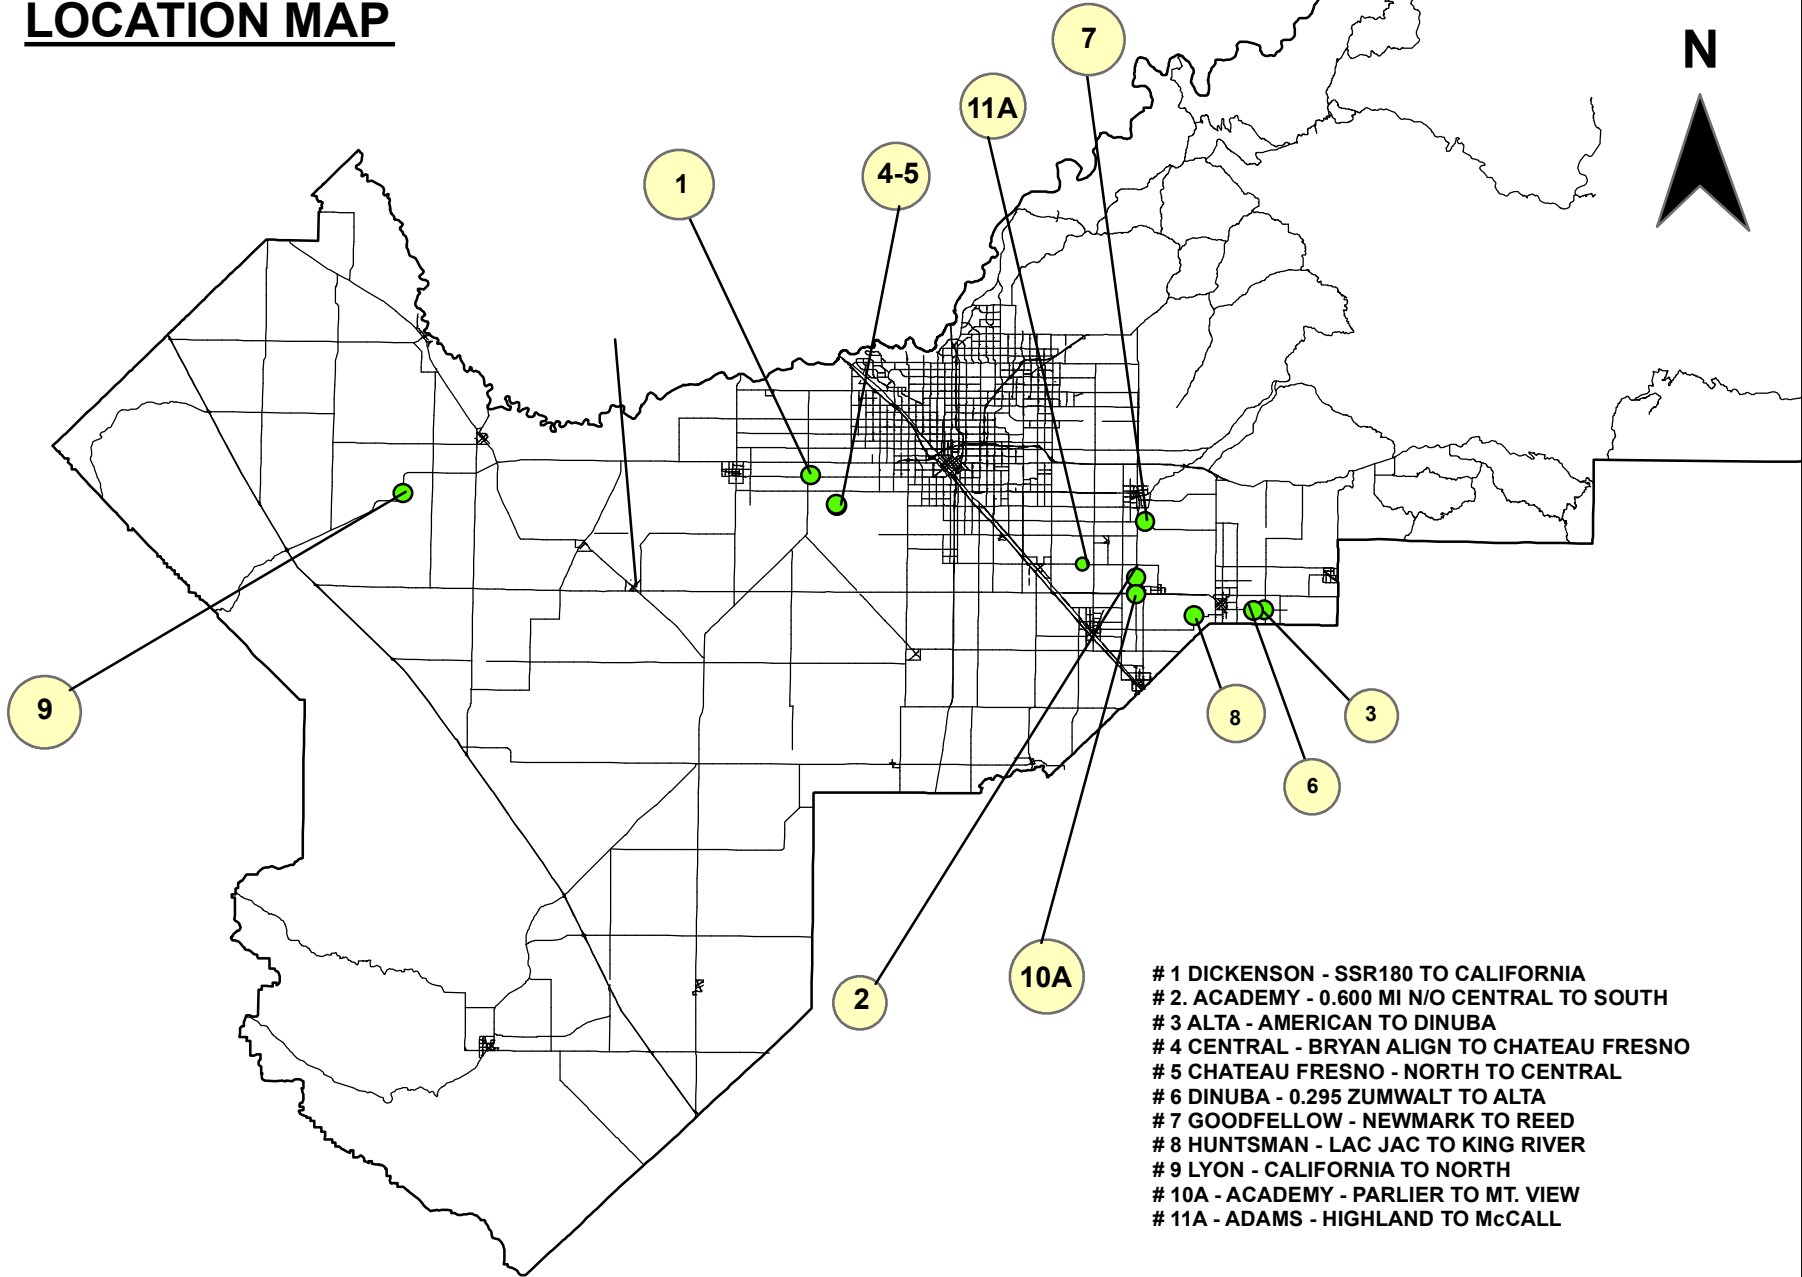 LOCATION MAP
7
N
11A
4-5
1
9
8
3
6
10A
2
# 1 DICKENSON - SSR180 TO CALIFORNIA
# 2. ACADEMY - 0.600 MI N/O CENTRAL TO SOUTH
# 3 ALTA - AMERICAN TO DINUBA
# 4 CENTRAL - BRYAN ALIGN TO CHATEAU FRESNO
# 5 CHATEAU FRESNO - NORTH TO CENTRAL
# 6 DINUBA - 0.295 ZUMWALT TO ALTA
# 7 GOODFELLOW - NEWMARK TO REED
# 8 HUNTSMAN - LAC JAC TO KING RIVER
# 9 LYON - CALIFORNIA TO NORTH
# 10A - ACADEMY - PARLIER TO MT. VIEW
# 11A - ADAMS - HIGHLAND TO McCALL